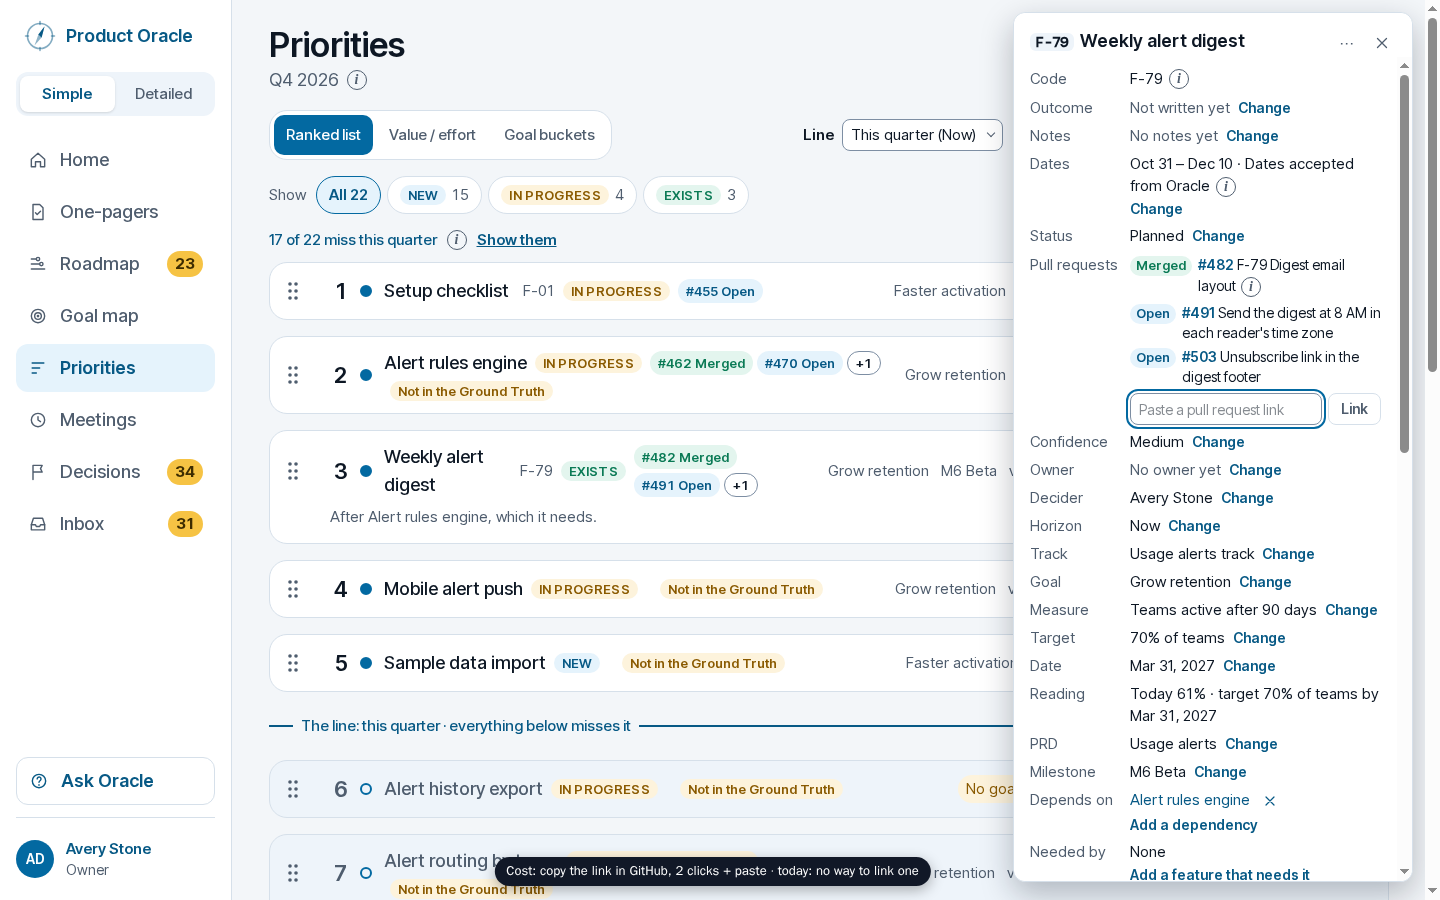 Product Oracle
Simple
Detailed
Home
One-pagers
Roadmap 23
Goal map
Priorities
Meetings
Decisions 34
Inbox 31
Ask Oracle
AD
Avery Stone
Owner
Priorities
Q4 2026 i
Ranked list
Value / effort
Goal buckets
Line
This quarter (Now)
Show
All 22
NEW 15
IN PROGRESS 4
EXISTS 3
17 of 22 miss this quarter i Show them
1 Setup checklist F-01 IN PROGRESS #455 Open Faster activation
2 Alert rules engine IN PROGRESS #462 Merged #470 Open +1 Grow retention
Not in the Ground Truth
3 Weekly alert digest F-79 EXISTS #482 Merged #491 Open +1 Grow retention M6 Beta
After Alert rules engine, which it needs.
4 Mobile alert push IN PROGRESS Not in the Ground Truth Grow retention
5 Sample data import NEW Not in the Ground Truth Faster activation
The line: this quarter · everything below misses it
6 Alert history export IN PROGRESS Not in the Ground Truth No goa
7 Alert routing retention
Not in the Ground Truth
Cost: copy the link in GitHub, 2 clicks + paste · today: no way to link one
F-79 Weekly alert digest
Code F-79 i
Outcome Not written yet Change
Notes No notes yet Change
Dates Oct 31 – Dec 10 · Dates accepted
from Oracle i
Change
Status Planned Change
Pull requests Merged #482 F-79 Digest email
layout i
Open #491 Send the digest at 8 AM in
each reader's time zone
Open #503 Unsubscribe link in the
digest footer
Paste a pull request link
Link
Confidence Medium Change
Owner No owner yet Change
Decider Avery Stone Change
Horizon Now Change
Track Usage alerts track Change
Goal Grow retention Change
Measure Teams active after 90 days Change
Target 70% of teams Change
Date Mar 31, 2027 Change
Reading Today 61% · target 70% of teams by
Mar 31, 2027
PRD Usage alerts Change
Milestone M6 Beta Change
Depends on Alert rules engine
Add a dependency
Needed by None
Add a feature that needs it